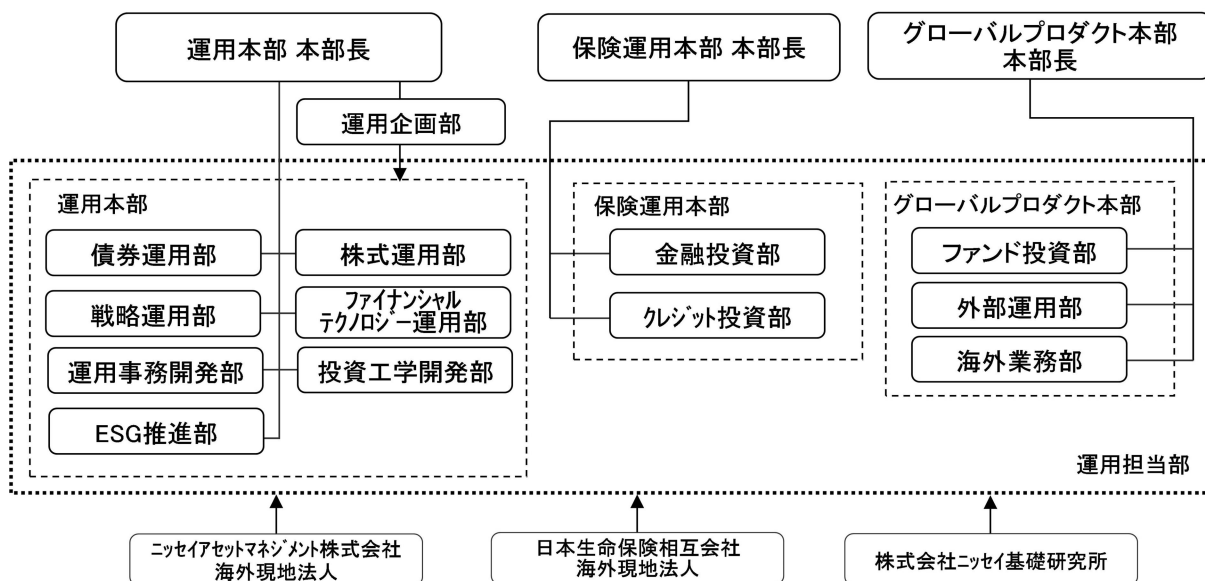 運用本部 本部長
保険運用本部 本部長
グローバルプロダクト本部
本部長
運用企画部
運用本部
債券運用部
株式運用部
戦略運用部
ファイナンシャル
テクノロジー運用部
運用事務開発部
投資工学開発部
ESG推進部
保険運用本部
金融投資部
クレジット投資部
グローバルプロダクト本部
ファンド投資部
外部運用部
海外業務部
運用担当部
ニッセイアセットマネジメント株式会社
海外現地法人
日本生命保険相互会社
海外現地法人
株式会社ニッセイ基礎研究所